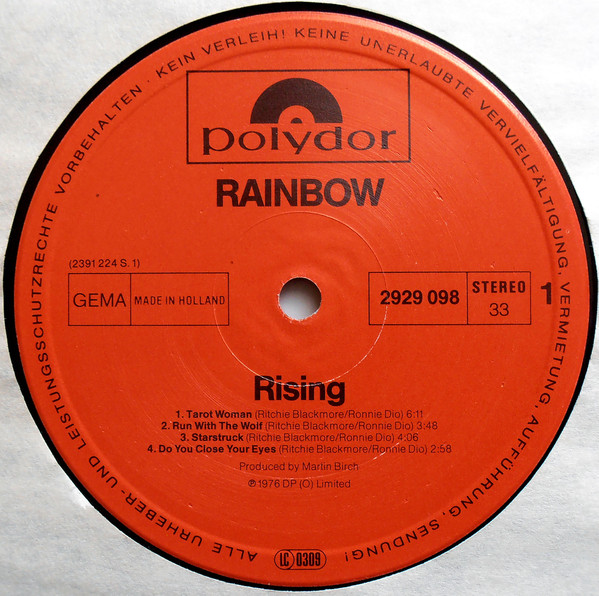 ALLE URHEBER- UND LEISTUNGSSCHUTZRECHTE VORBEHALTEN · KEIN VERLEIH! KEINE UNERLAUBTE VERVIELFÄLTIGUNG, VERMIETUNG, AUFFÜHRUNG, SENDUNG!
polydor
RAINBOW
(2391 224 S. 1)
GEMA MADE IN HOLLAND
2929 098 STEREO 33 1
Rising
1. Tarot Woman (Ritchie Blackmore/Ronnie Dio) 6:11
2. Run With The Wolf (Ritchie Blackmore/Ronnie Dio) 3:48
3. Starstruck (Ritchie Blackmore/Ronnie Dio) 4:06
4. Do You Close Your Eyes (Ritchie Blackmore/Ronnie Dio) 2:58
Produced by Martin Birch
℗ 1976 DP (O) Limited
LC 0309